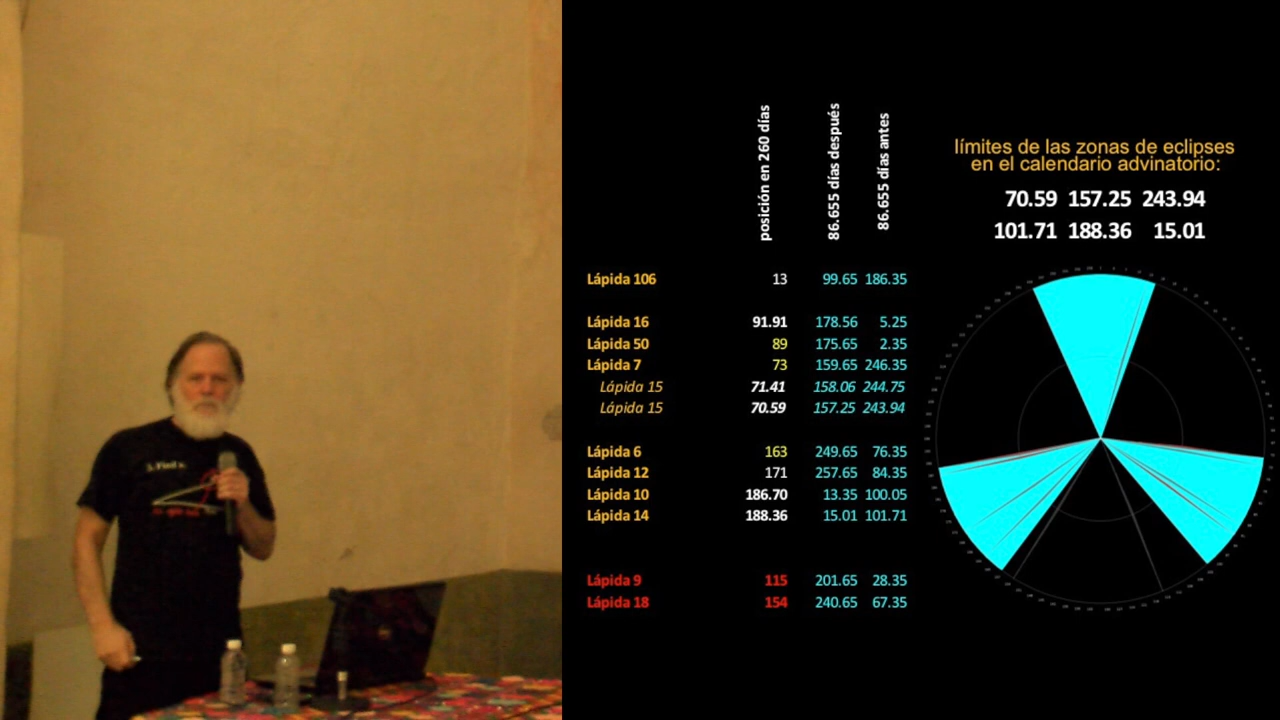 posición en 260 días
86.655 días después
86.655 días antes
límites de las zonas de eclipses
en el calendario advinatorio:
70.59 157.25 243.94
101.71 188.36 15.01
Lápida 106 13 99.65 186.35
Lápida 16 91.91 178.56 5.25
Lápida 50 89 175.65 2.35
Lápida 7 73 159.65 246.35
Lápida 15 71.41 158.06 244.75
Lápida 15 70.59 157.25 243.94
Lápida 6 163 249.65 76.35
Lápida 12 171 257.65 84.35
Lápida 10 186.70 13.35 100.05
Lápida 14 188.36 15.01 101.71
Lápida 9 115 201.65 28.35
Lápida 18 154 240.65 67.35